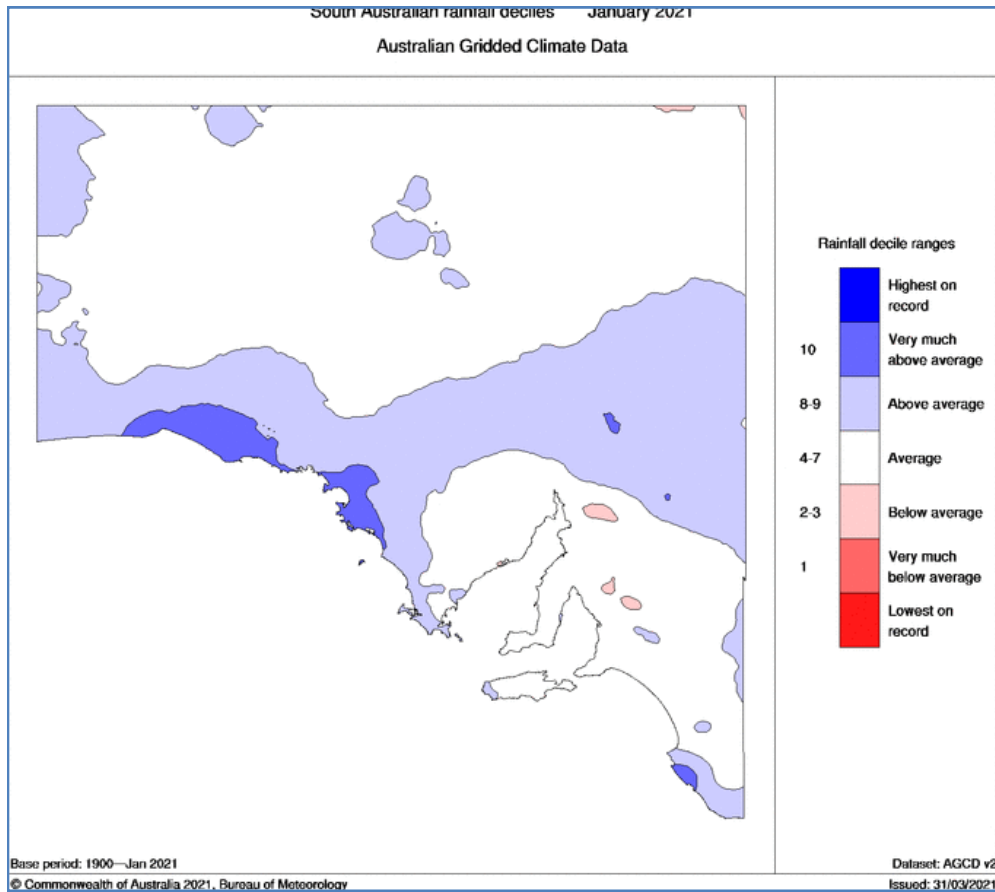 South Australian rainfall deciles January 2021
Australian Gridded Climate Data
Rainfall decile ranges
Highest on
record
10
Very much
above average
8-9
Above average
4-7
Average
2-3
Below average
1
Very much
below average
Lowest on
record
Base period: 1900—Jan 2021
Dataset: AGCD v2
© Commonwealth of Australia 2021, Bureau of Meteorology
Issued: 31/03/2021